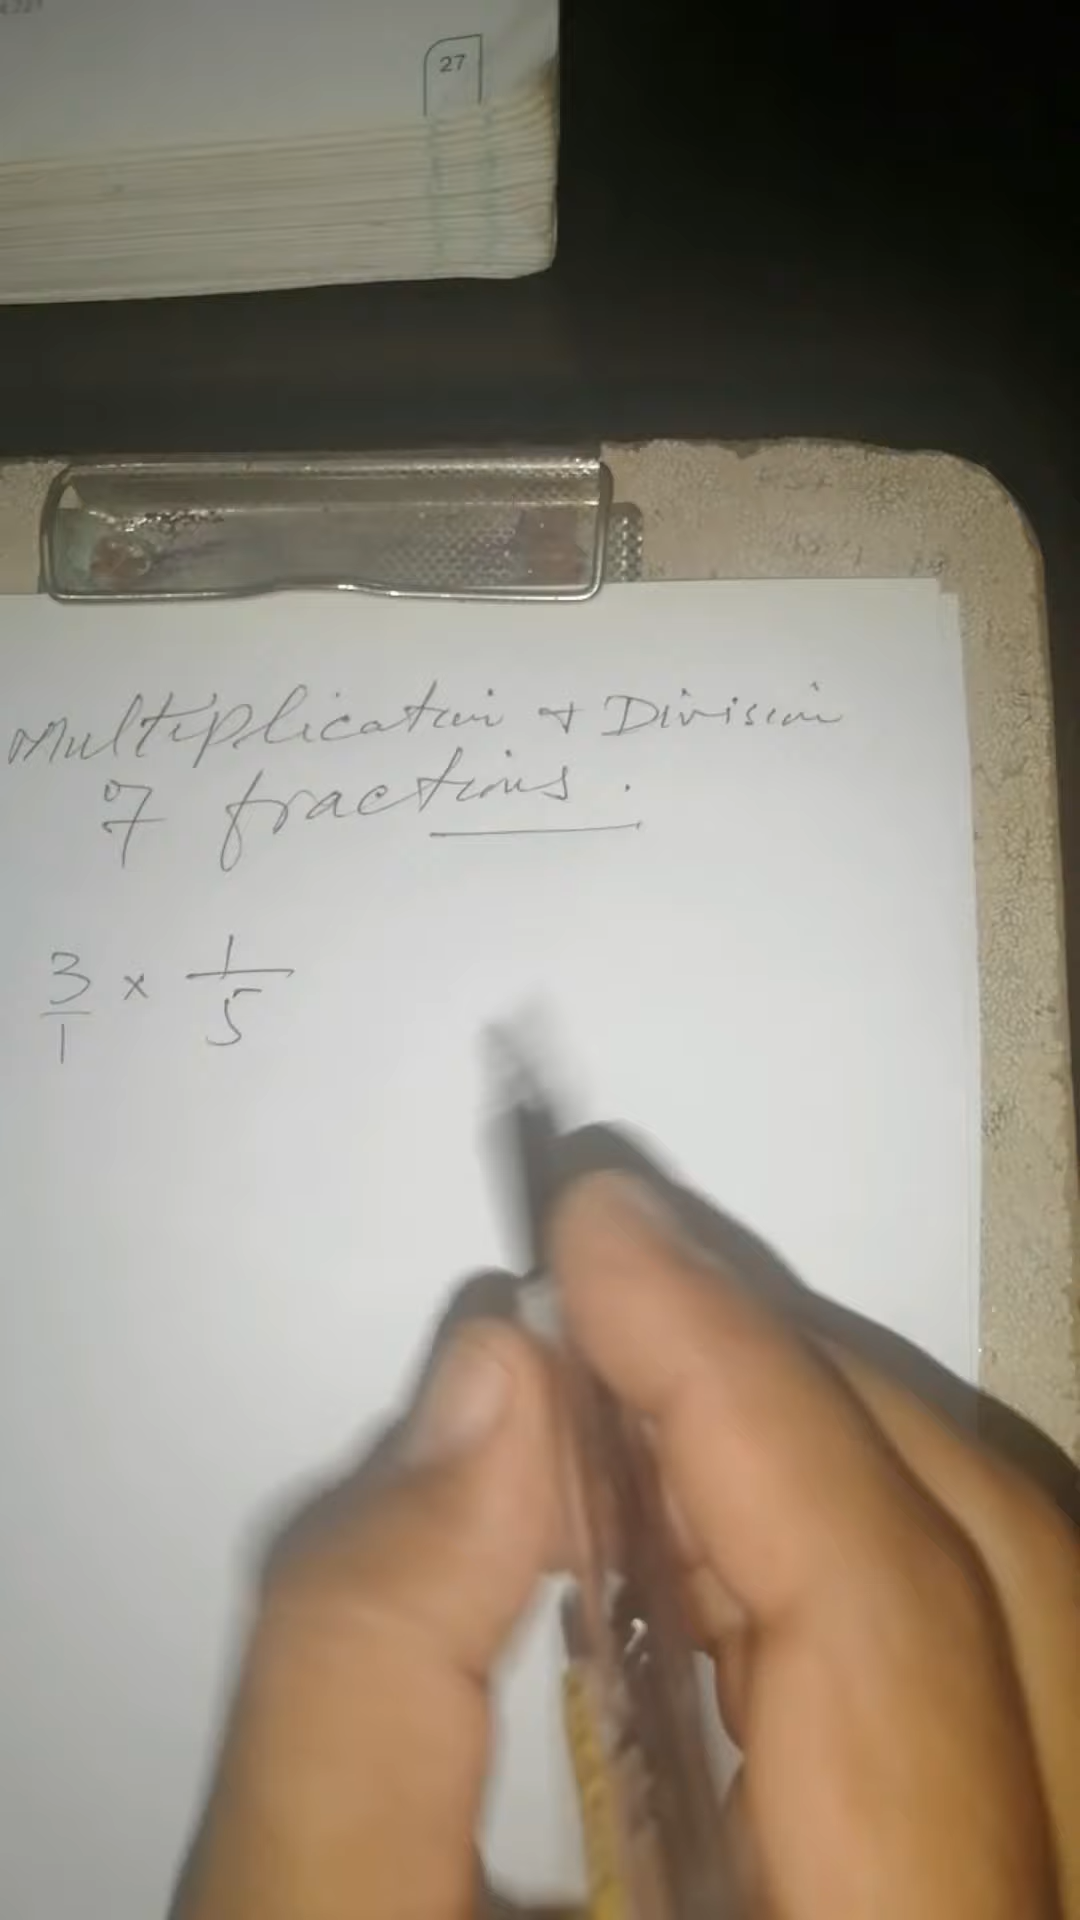 27
Multiplication + Division
of fractions.
3/1 × 1/5